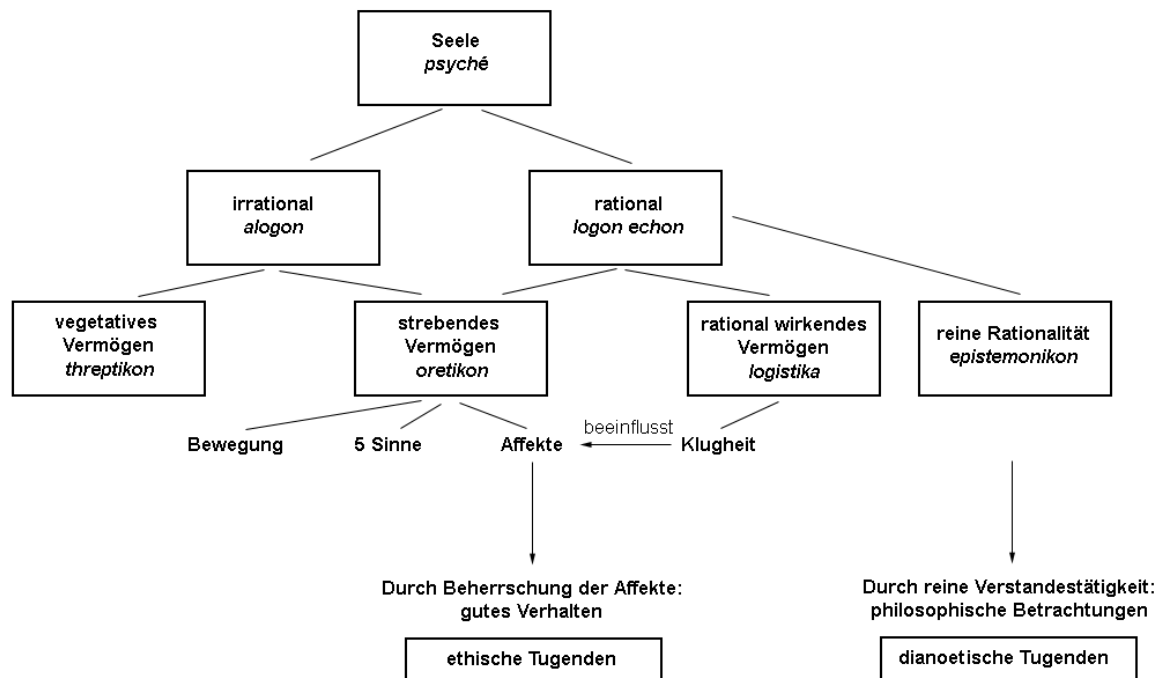 Seele
psyché
irrational
alogon
rational
logon echon
vegetatives
Vermögen
threptikon
strebendes
Vermögen
oretikon
rational wirkendes
Vermögen
logistika
reine Rationalität
epistemonikon
Bewegung
5 Sinne
Affekte
beeinflusst
Klugheit
Durch Beherrschung der Affekte:
gutes Verhalten
ethische Tugenden
Durch reine Verstandestätigkeit:
philosophische Betrachtungen
dianoetische Tugenden